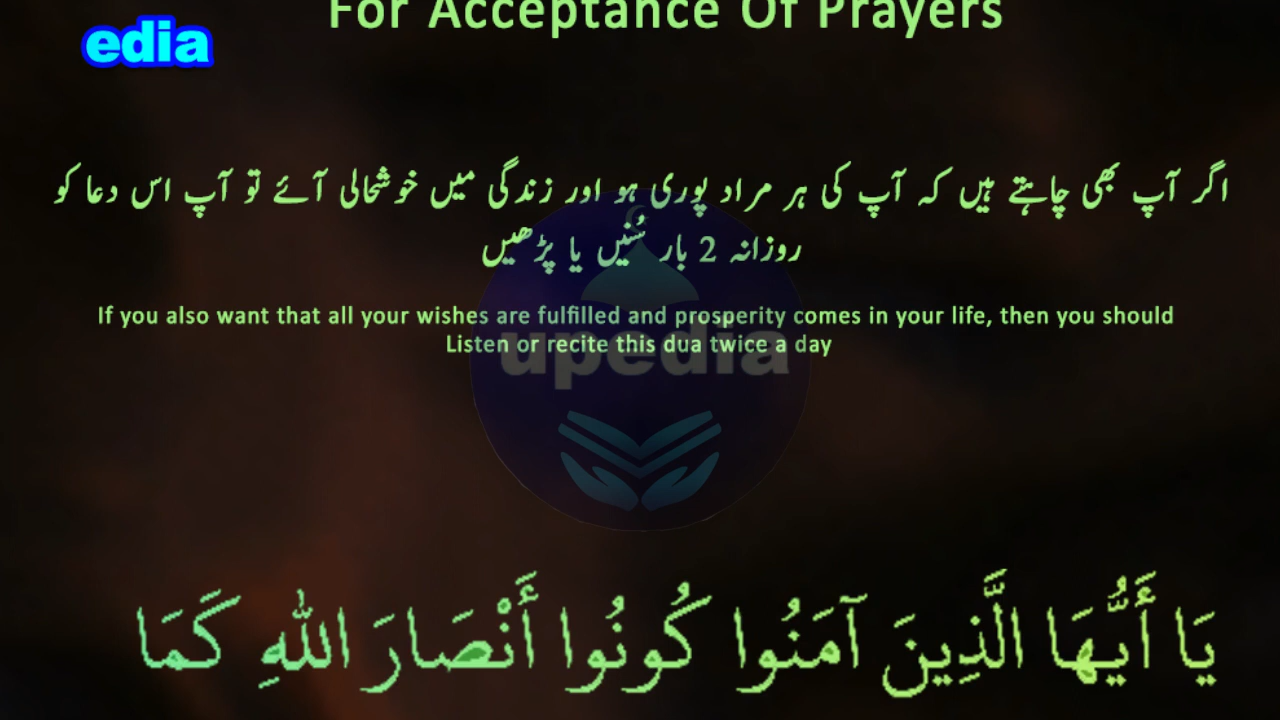 For Acceptance Of Prayers
edia
اگر آپ بھی چاہتے ہیں کہ آپ کی ہر مراد پوری ہو اور زندگی میں خوشحالی آئے تو آپ اس دعا کو
روزانہ 2 بار سُنیں یا پڑھیں
If you also want that all your wishes are fulfilled and prosperity comes in your life, then you should
Listen or recite this dua twice a day
upedia
يَا أَيُّهَا الَّذِينَ آمَنُوا كُونُوا أَنْصَارَ اللهِ كَمَا